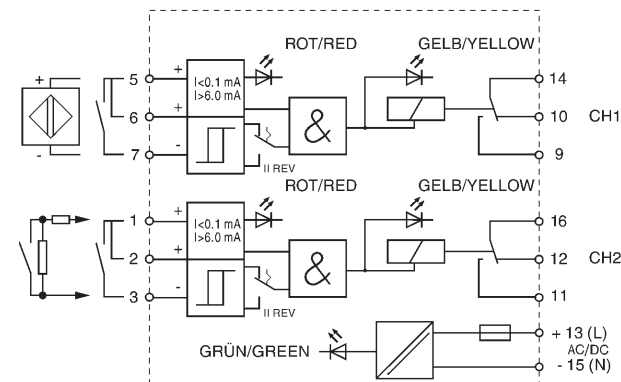 ROT/RED GELB/YELLOW
+ 5 + I<0.1 mA 14
I>6.0 mA
6 + & 10 CH1
- 7 - 9
II REV
ROT/RED GELB/YELLOW
1 + I<0.1 mA 16
I>6.0 mA
2 + & 12 CH2
3 - 11
II REV
+ 13 (L)
GRÜN/GREEN AC/DC
- 15 (N)